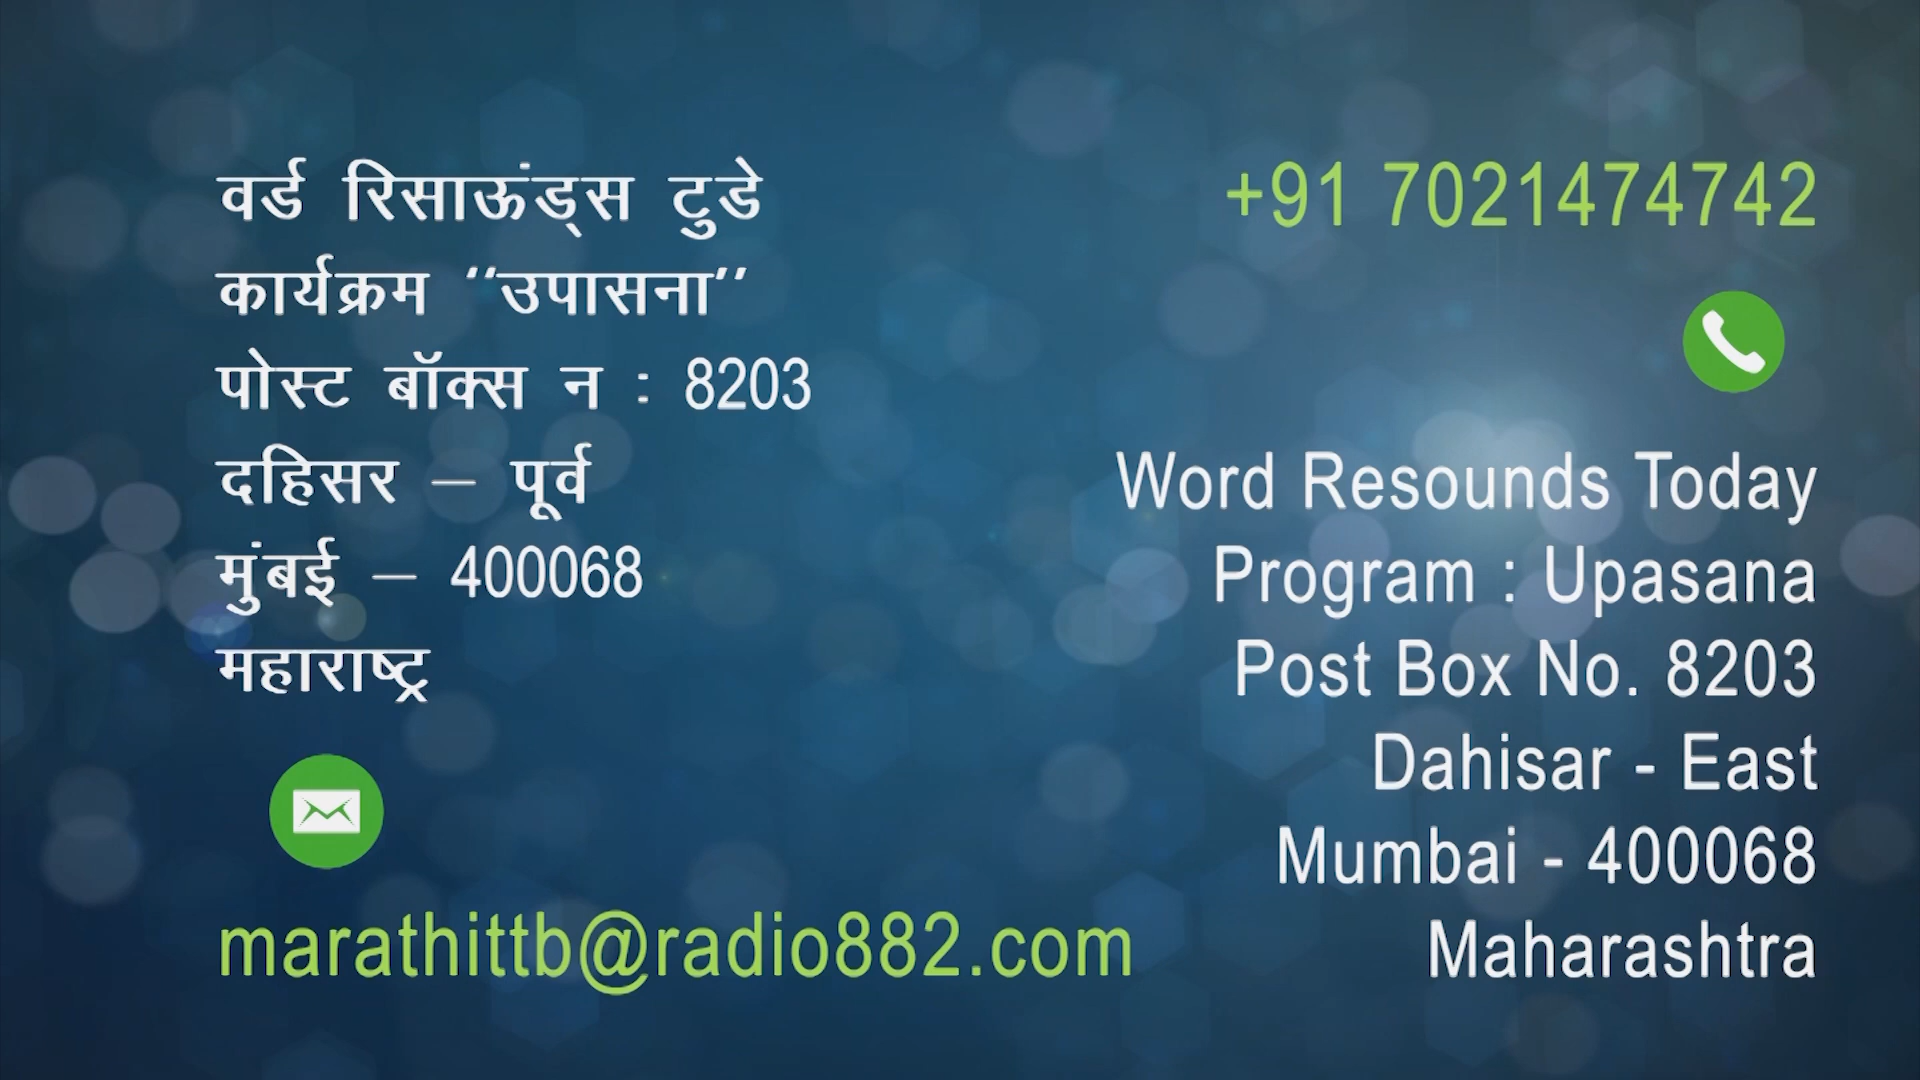 वर्ड रिसाऊंड्स टुडे
कार्यक्रम “उपासना”
पोस्ट बॉक्स न : 8203
दहिसर – पूर्व
मुंबई – 400068
महाराष्ट्र
marathittb@radio882.com
+91 7021474742
Word Resounds Today
Program : Upasana
Post Box No. 8203
Dahisar - East
Mumbai - 400068
Maharashtra